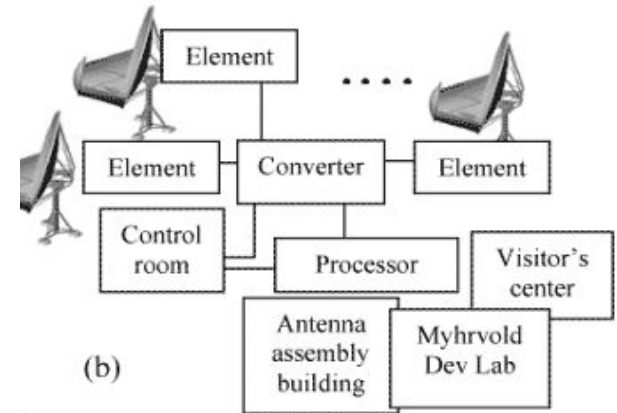 Element
Element
Converter
Element
Control
room
Processor
Visitor's
center
Antenna
assembly
building
Myhrvold
Dev Lab
(b)